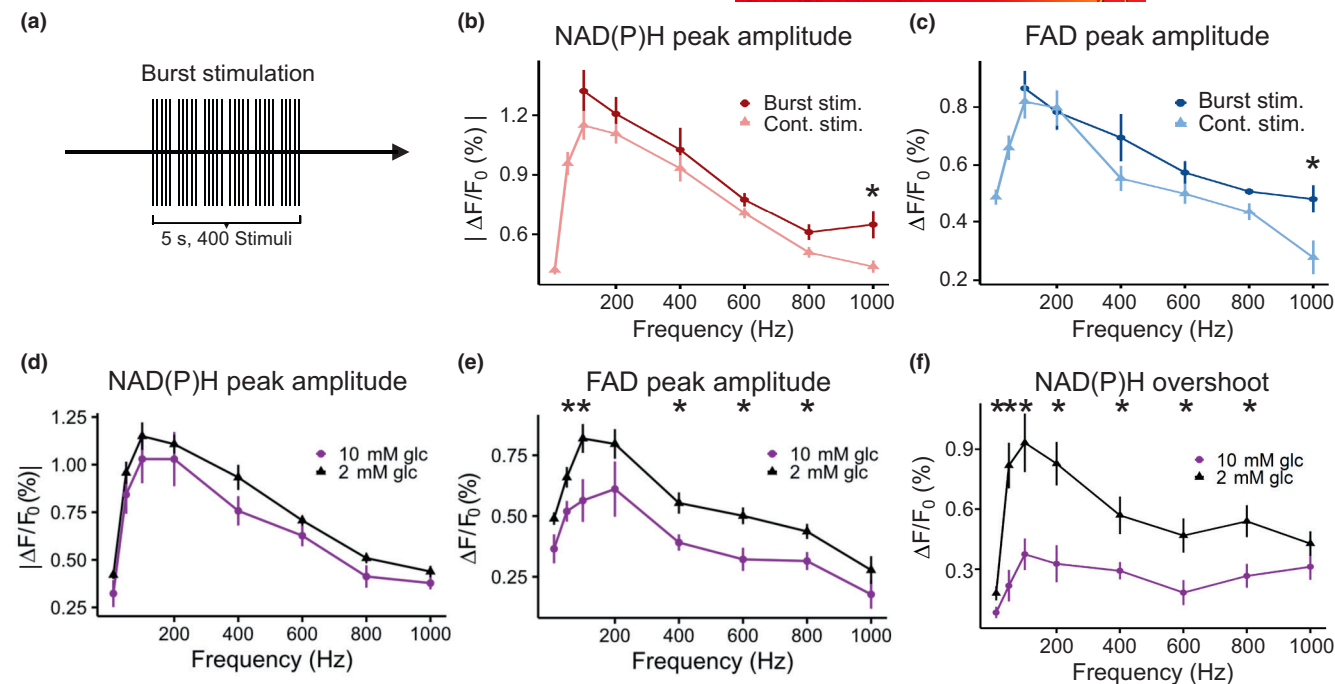 (a)
Burst stimulation
5 s, 400 Stimuli
(b)
NAD(P)H peak amplitude
Burst stim.
Cont. stim.
*
| ΔF/F₀ (%) |
1.2
0.9
0.6
200 400 600 800 1000
Frequency (Hz)
(c)
FAD peak amplitude
Burst stim.
Cont. stim.
*
ΔF/F₀ (%)
0.8
0.6
0.4
0.2
200 400 600 800 1000
Frequency (Hz)
(d)
NAD(P)H peak amplitude
10 mM glc
2 mM glc
|ΔF/F₀(%)|
1.25
1.00
0.75
0.50
0.25
200 400 600 800 1000
Frequency (Hz)
(e)
FAD peak amplitude
** * * *
10 mM glc
2 mM glc
ΔF/F₀(%)
0.75
0.50
0.25
200 400 600 800 1000
Frequency (Hz)
(f)
NAD(P)H overshoot
*** * * * *
10 mM glc
2 mM glc
ΔF/F₀ (%)
0.9
0.6
0.3
200 400 600 800 1000
Frequency (Hz)